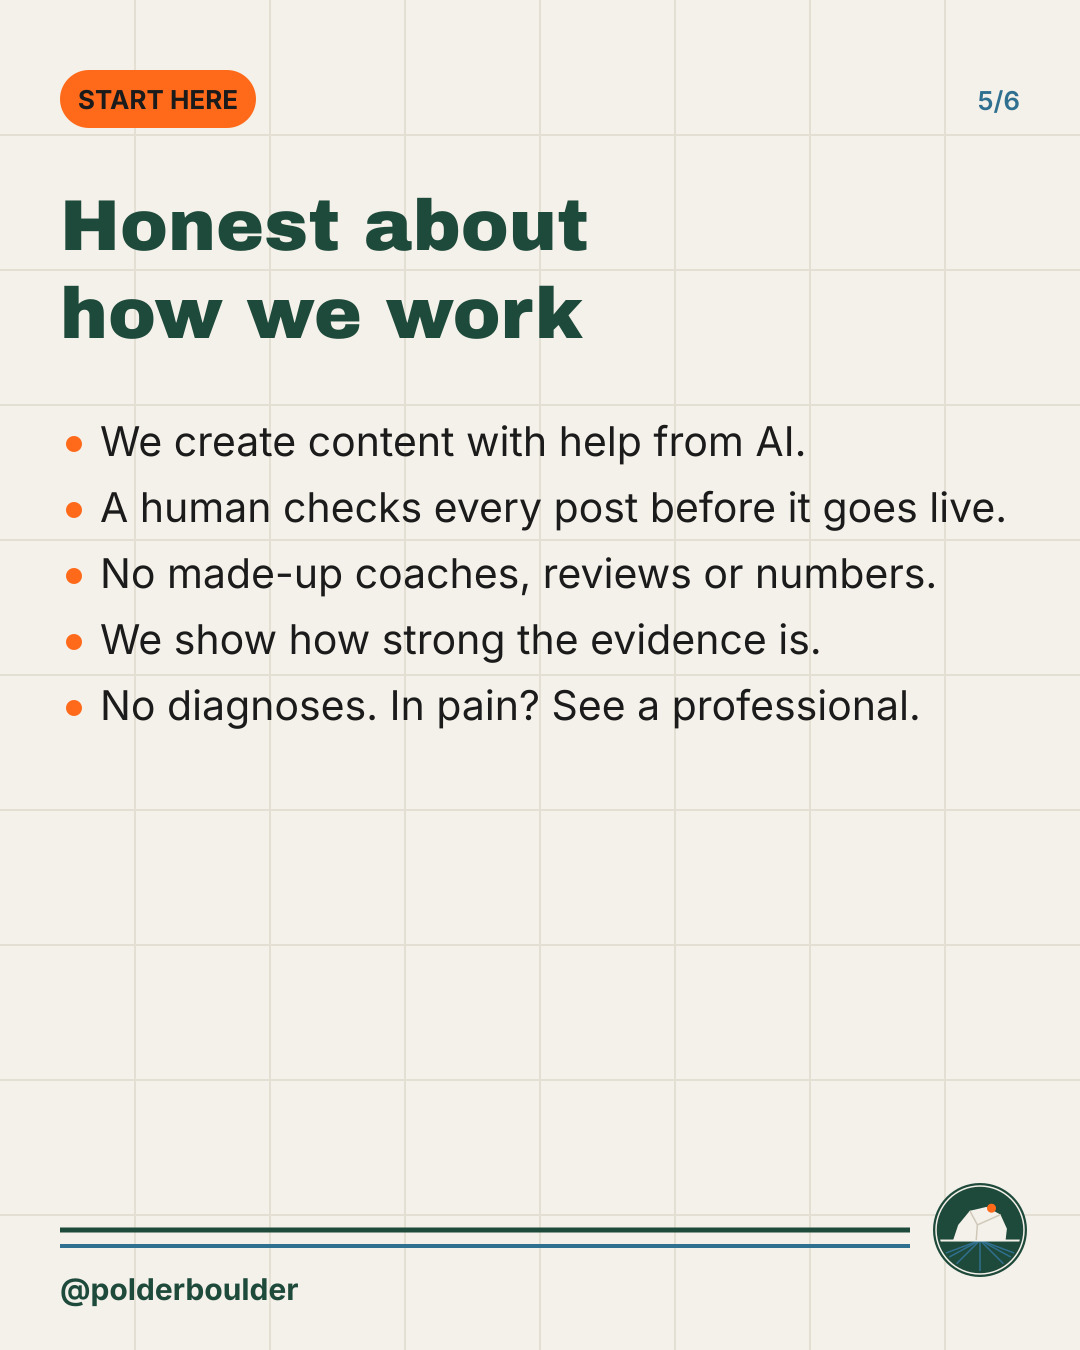 START HERE
5/6
Honest about
how we work
We create content with help from AI.
A human checks every post before it goes live.
No made-up coaches, reviews or numbers.
We show how strong the evidence is.
No diagnoses. In pain? See a professional.
@polderboulder